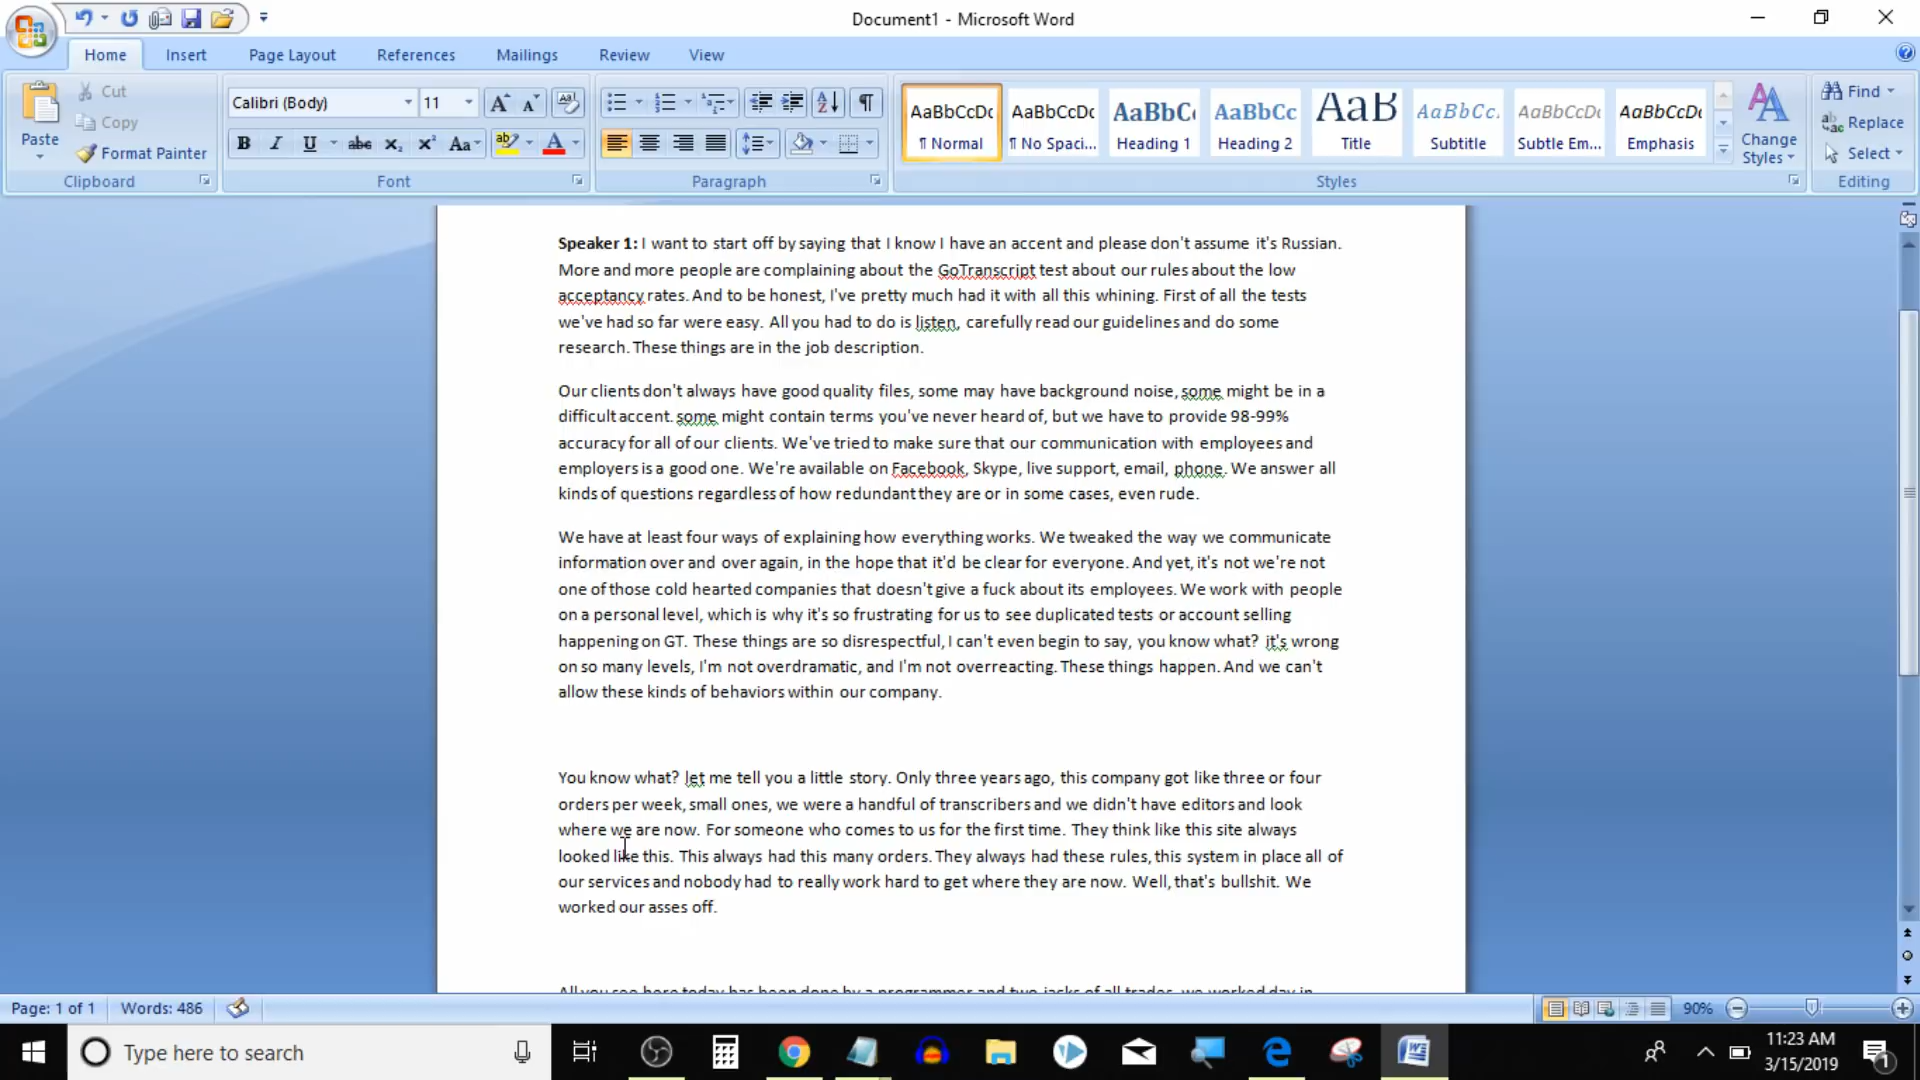 Document1 - Microsoft Word
Home Insert Page Layout References Mailings Review View
Paste
Cut
Copy
Format Painter
Clipboard
Calibri (Body) 11
Font
Paragraph
AaBbCcDc AaBbCcDc AaBbC AaBbCc AaB AaBbCc. AaBbCcDc AaBbCcDc
¶ Normal ¶ No Spaci... Heading 1 Heading 2 Title Subtitle Subtle Em... Emphasis
Change Styles
Styles
Find
Replace
Select
Editing
Speaker 1: I want to start off by saying that I know I have an accent and please don't assume it's Russian.
More and more people are complaining about the GoTranscript test about our rules about the low
acceptancy rates. And to be honest, I've pretty much had it with all this whining. First of all the tests
we've had so far were easy. All you had to do is listen, carefully read our guidelines and do some
research. These things are in the job description.
Our clients don't always have good quality files, some may have background noise, some might be in a
difficult accent. some might contain terms you've never heard of, but we have to provide 98-99%
accuracy for all of our clients. We've tried to make sure that our communication with employees and
employers is a good one. We're available on Facebook, Skype, live support, email, phone. We answer all
kinds of questions regardless of how redundant they are or in some cases, even rude.
We have at least four ways of explaining how everything works. We tweaked the way we communicate
information over and over again, in the hope that it'd be clear for everyone. And yet, it's not we're not
one of those cold hearted companies that doesn't give a fuck about its employees. We work with people
on a personal level, which is why it's so frustrating for us to see duplicated tests or account selling
happening on GT. These things are so disrespectful, I can't even begin to say, you know what? it's wrong
on so many levels, I'm not overdramatic, and I'm not overreacting. These things happen. And we can't
allow these kinds of behaviors within our company.
You know what? let me tell you a little story. Only three years ago, this company got like three or four
orders per week, small ones, we were a handful of transcribers and we didn't have editors and look
where we are now. For someone who comes to us for the first time. They think like this site always
looked like this. This always had this many orders. They always had these rules, this system in place all of
our services and nobody had to really work hard to get where they are now. Well, that's bullshit. We
worked our asses off.
All you see here today has been done by a programmer and two jacks of all trades, we worked day in
Page: 1 of 1 Words: 486 90%
Type here to search
11:23 AM
3/15/2019
1